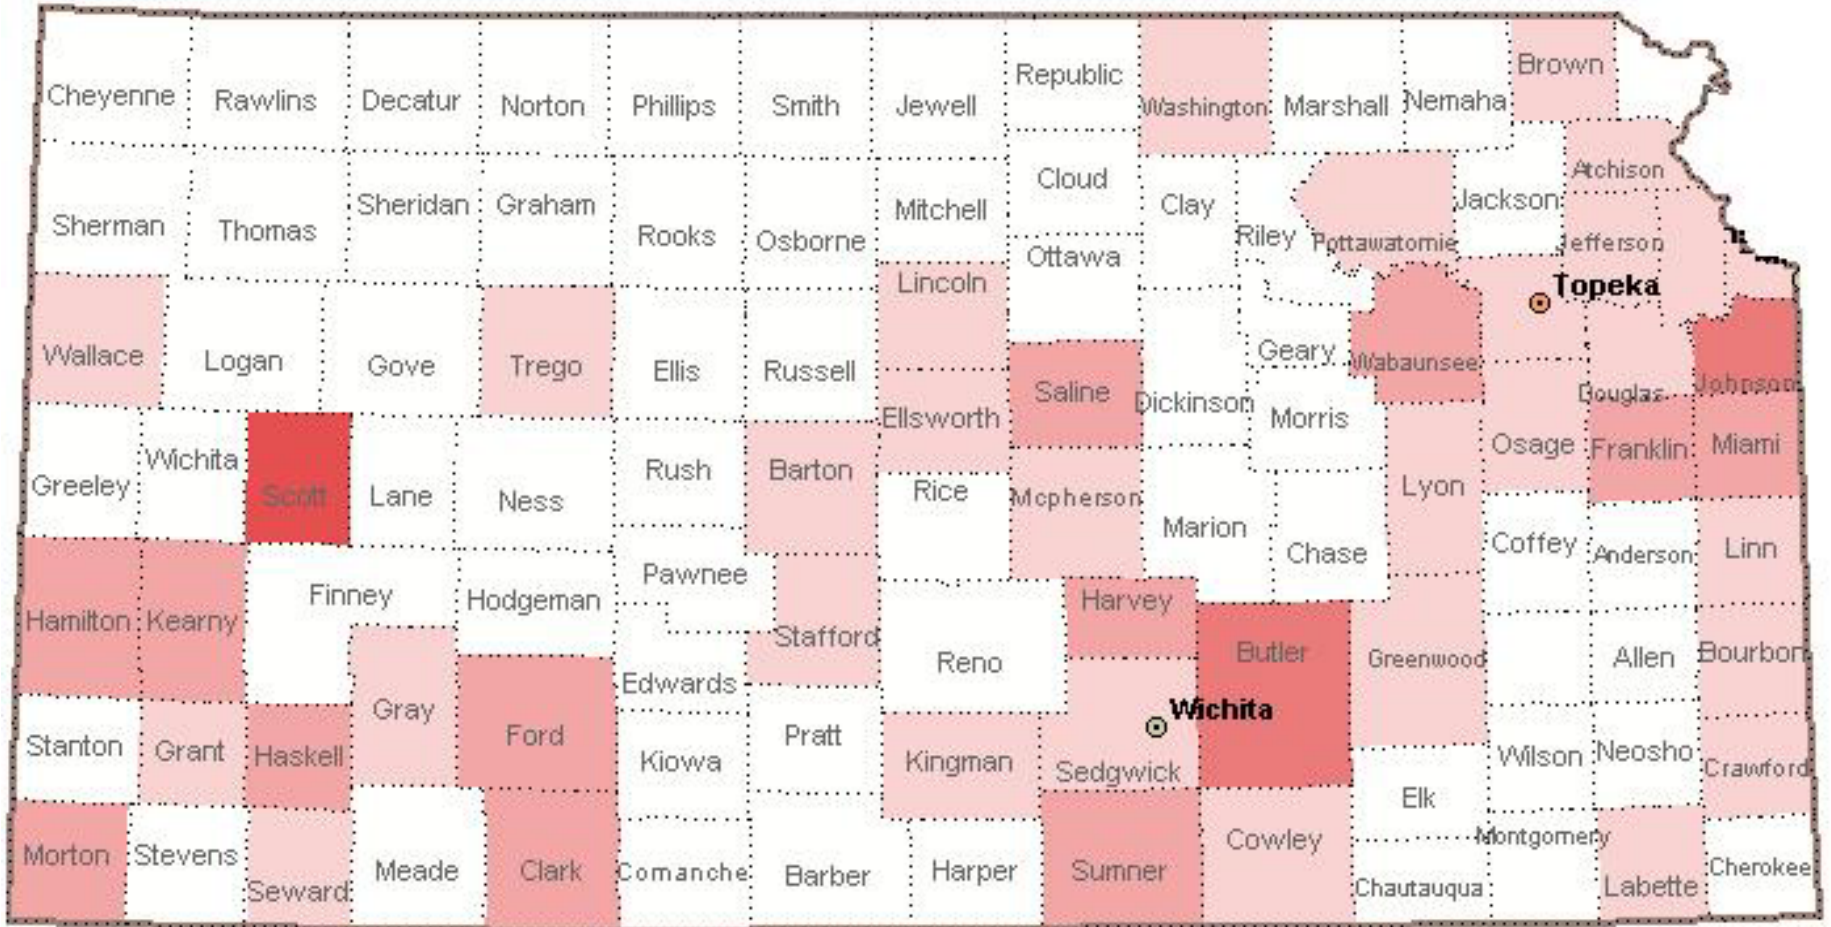 Cheyenne Rawlins Decatur Norton Phillips Smith Jewell Republic Washington Marshall Nemaha Brown
Sherman Thomas Sheridan Graham Rooks Osborne Mitchell Cloud Clay Riley Pottawatomie Jackson Atchison
Ottawa Jefferson
Lincoln
Topeka
Wallace Logan Gove Trego Ellis Russell Saline Geary Wabaunsee
Ellsworth Dickinson Morris Douglas Johnson
Greeley Wichita Scott Lane Ness Rush Barton Rice Mcpherson Marion Chase Lyon Osage Franklin Miami
Coffey Anderson Linn
Hamilton Kearny Finney Hodgeman Pawnee Stafford Reno Harvey Butler Greenwood Allen Bourbon
Edwards
Wichita
Stanton Grant Haskell Gray Ford Kiowa Pratt Kingman Sedgwick Elk Wilson Neosho Crawford
Morton Stevens Seward Meade Clark Comanche Barber Harper Sumner Cowley Chautauqua Montgomery Labette Cherokee